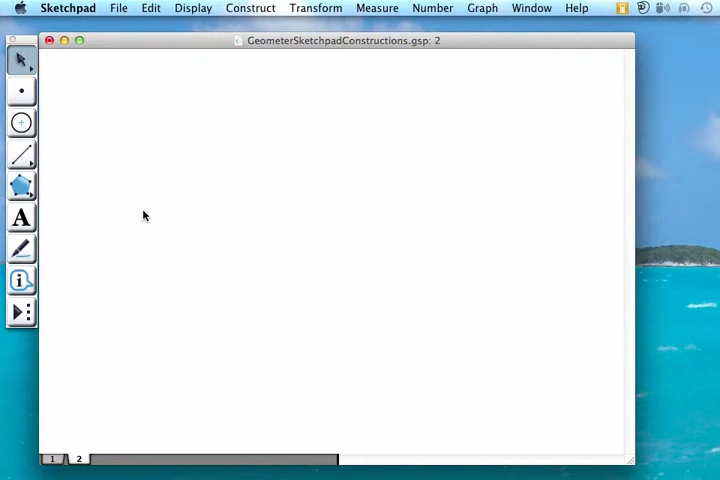 Sketchpad File Edit Display Construct Transform Measure Number Graph Window Help
GeometerSketchpadConstructions.gsp: 2
A
1 2